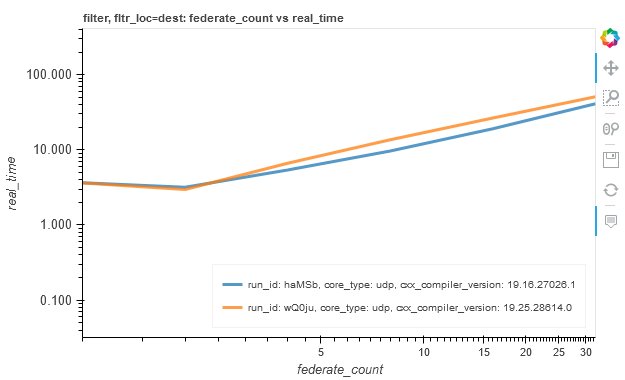 filter, fltr_loc=dest: federate_count vs real_time
100.000
10.000
1.000
0.100
real_time
run_id: haMSb, core_type: udp, cxx_compiler_version: 19.16.27026.1
run_id: wQ0ju, core_type: udp, cxx_compiler_version: 19.25.28614.0
5
10
15
20
25
30
federate_count